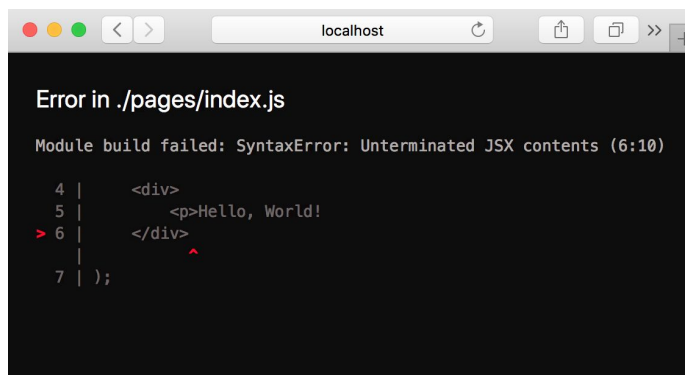 localhost
Error in ./pages/index.js
Module build failed: SyntaxError: Unterminated JSX contents (6:10)
  4 |     <div>
  5 |         <p>Hello, World!
> 6 |     </div>
    |           ^
  7 | );